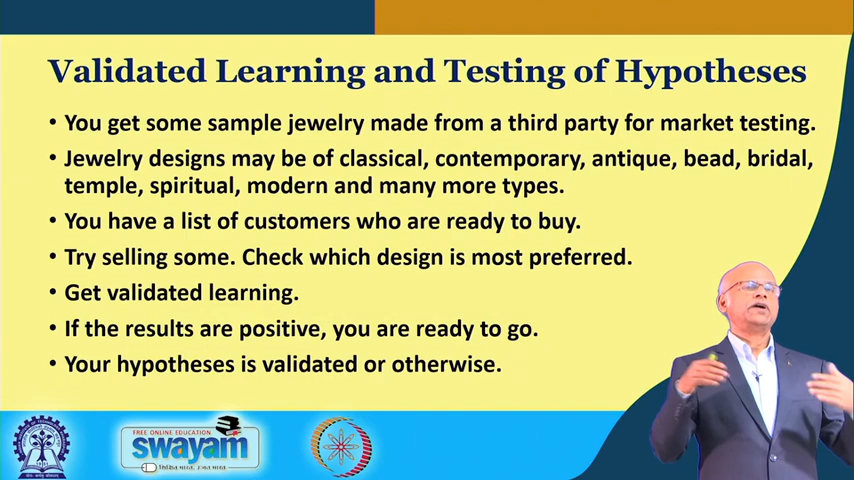 Validated Learning and Testing of Hypotheses
• You get some sample jewelry made from a third party for market testing.
• Jewelry designs may be of classical, contemporary, antique, bead, bridal,
temple, spiritual, modern and many more types.
• You have a list of customers who are ready to buy.
• Try selling some. Check which design is most preferred.
• Get validated learning.
• If the results are positive, you are ready to go.
• Your hypotheses is validated or otherwise.
FREE ONLINE EDUCATION
swayam